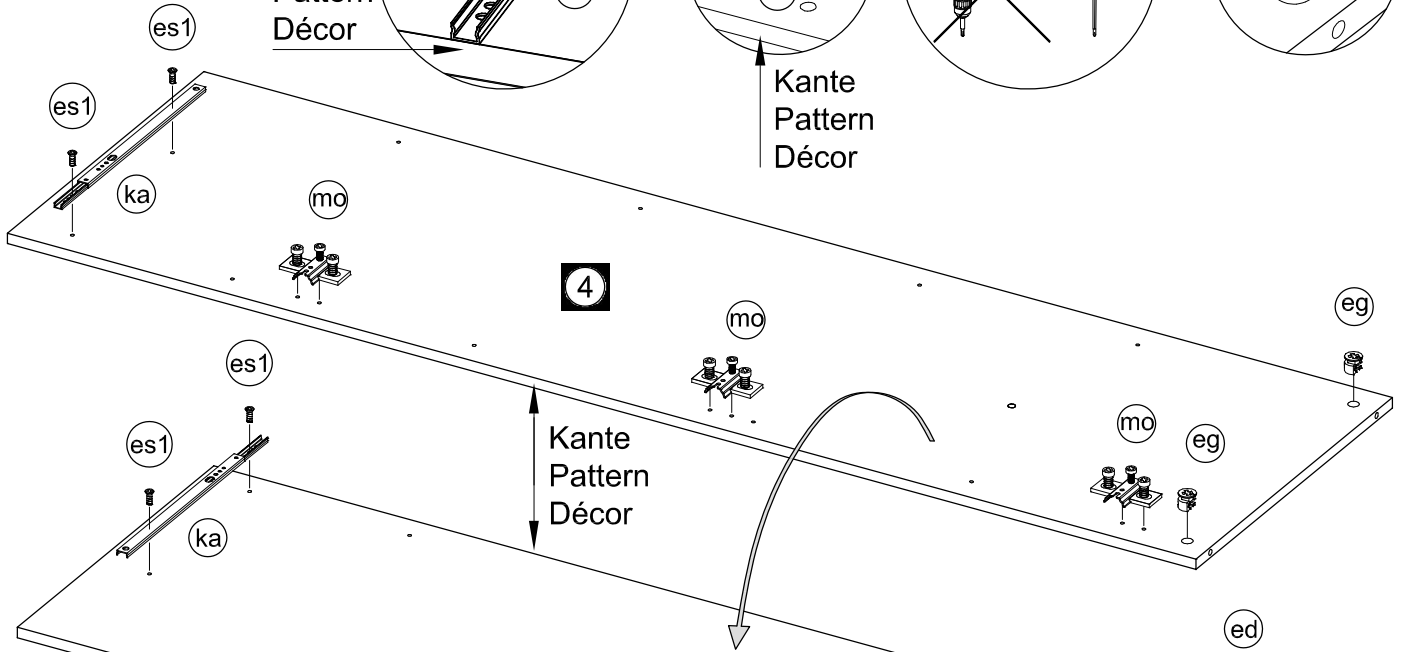 Décor
es1
es1
ka
mo
Kante
Pattern
Décor
4
mo
eg
mo
eg
es1
es1
ka
Kante
Pattern
Décor
ed